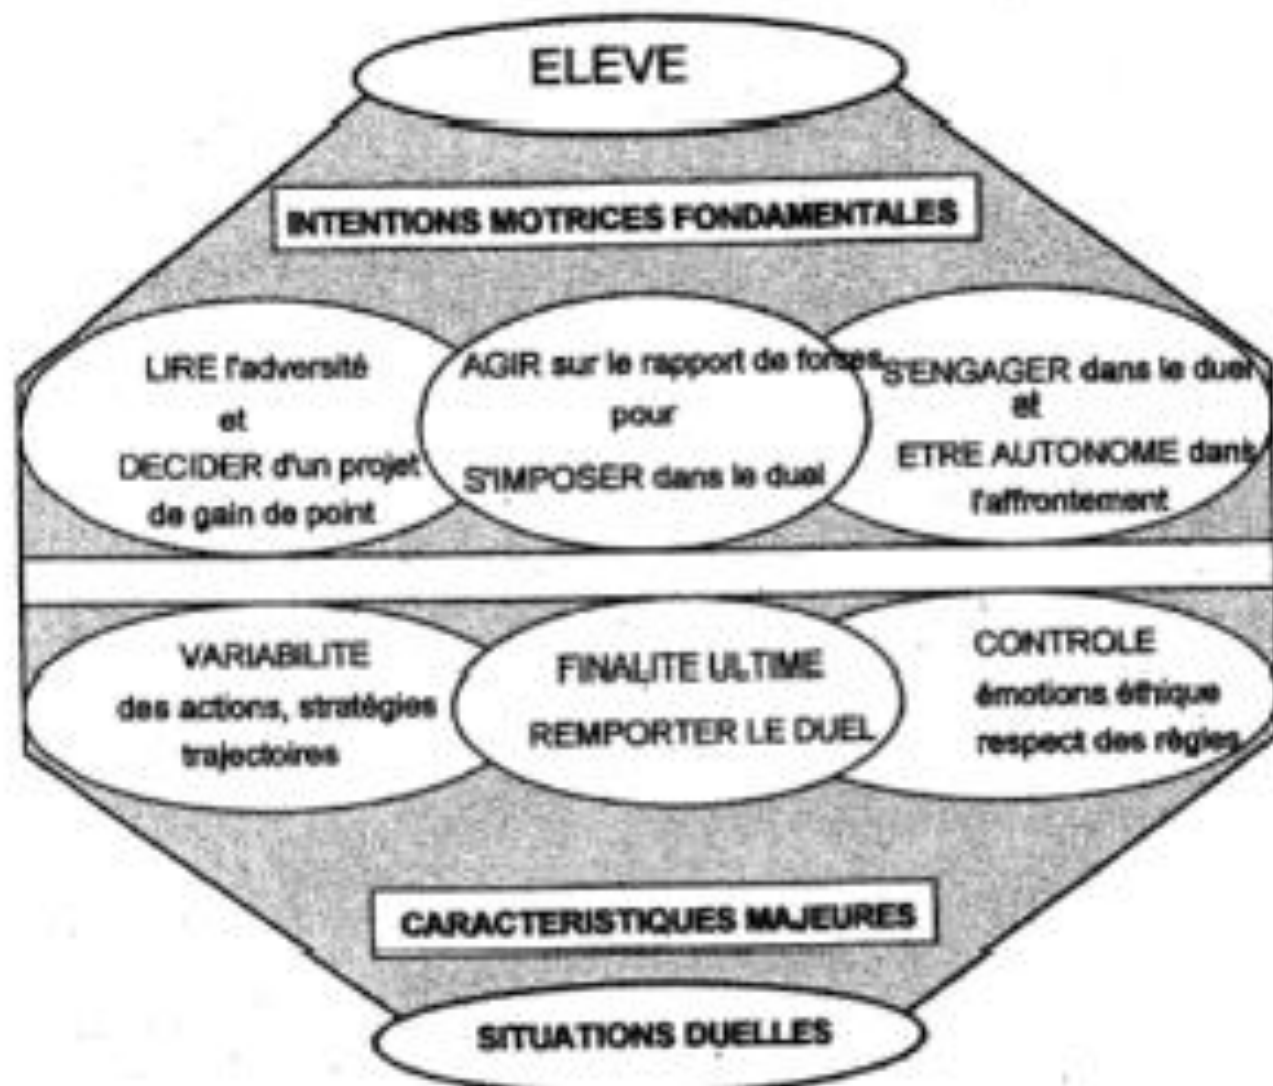 ELEVE
INTENTIONS MOTRICES FONDAMENTALES
LIRE l'adversité
et
DECIDER d'un projet
de gain de point
AGIR sur le rapport de forces
pour
S'IMPOSER dans le duel
S'ENGAGER dans le duel
et
ETRE AUTONOME dans
l'affrontement
VARIABILITE
des actions, stratégies
trajectoires
FINALITE ULTIME
REMPORTER LE DUEL
CONTROLE
émotions éthique
respect des règles
CARACTERISTIQUES MAJEURES
SITUATIONS DUELLES